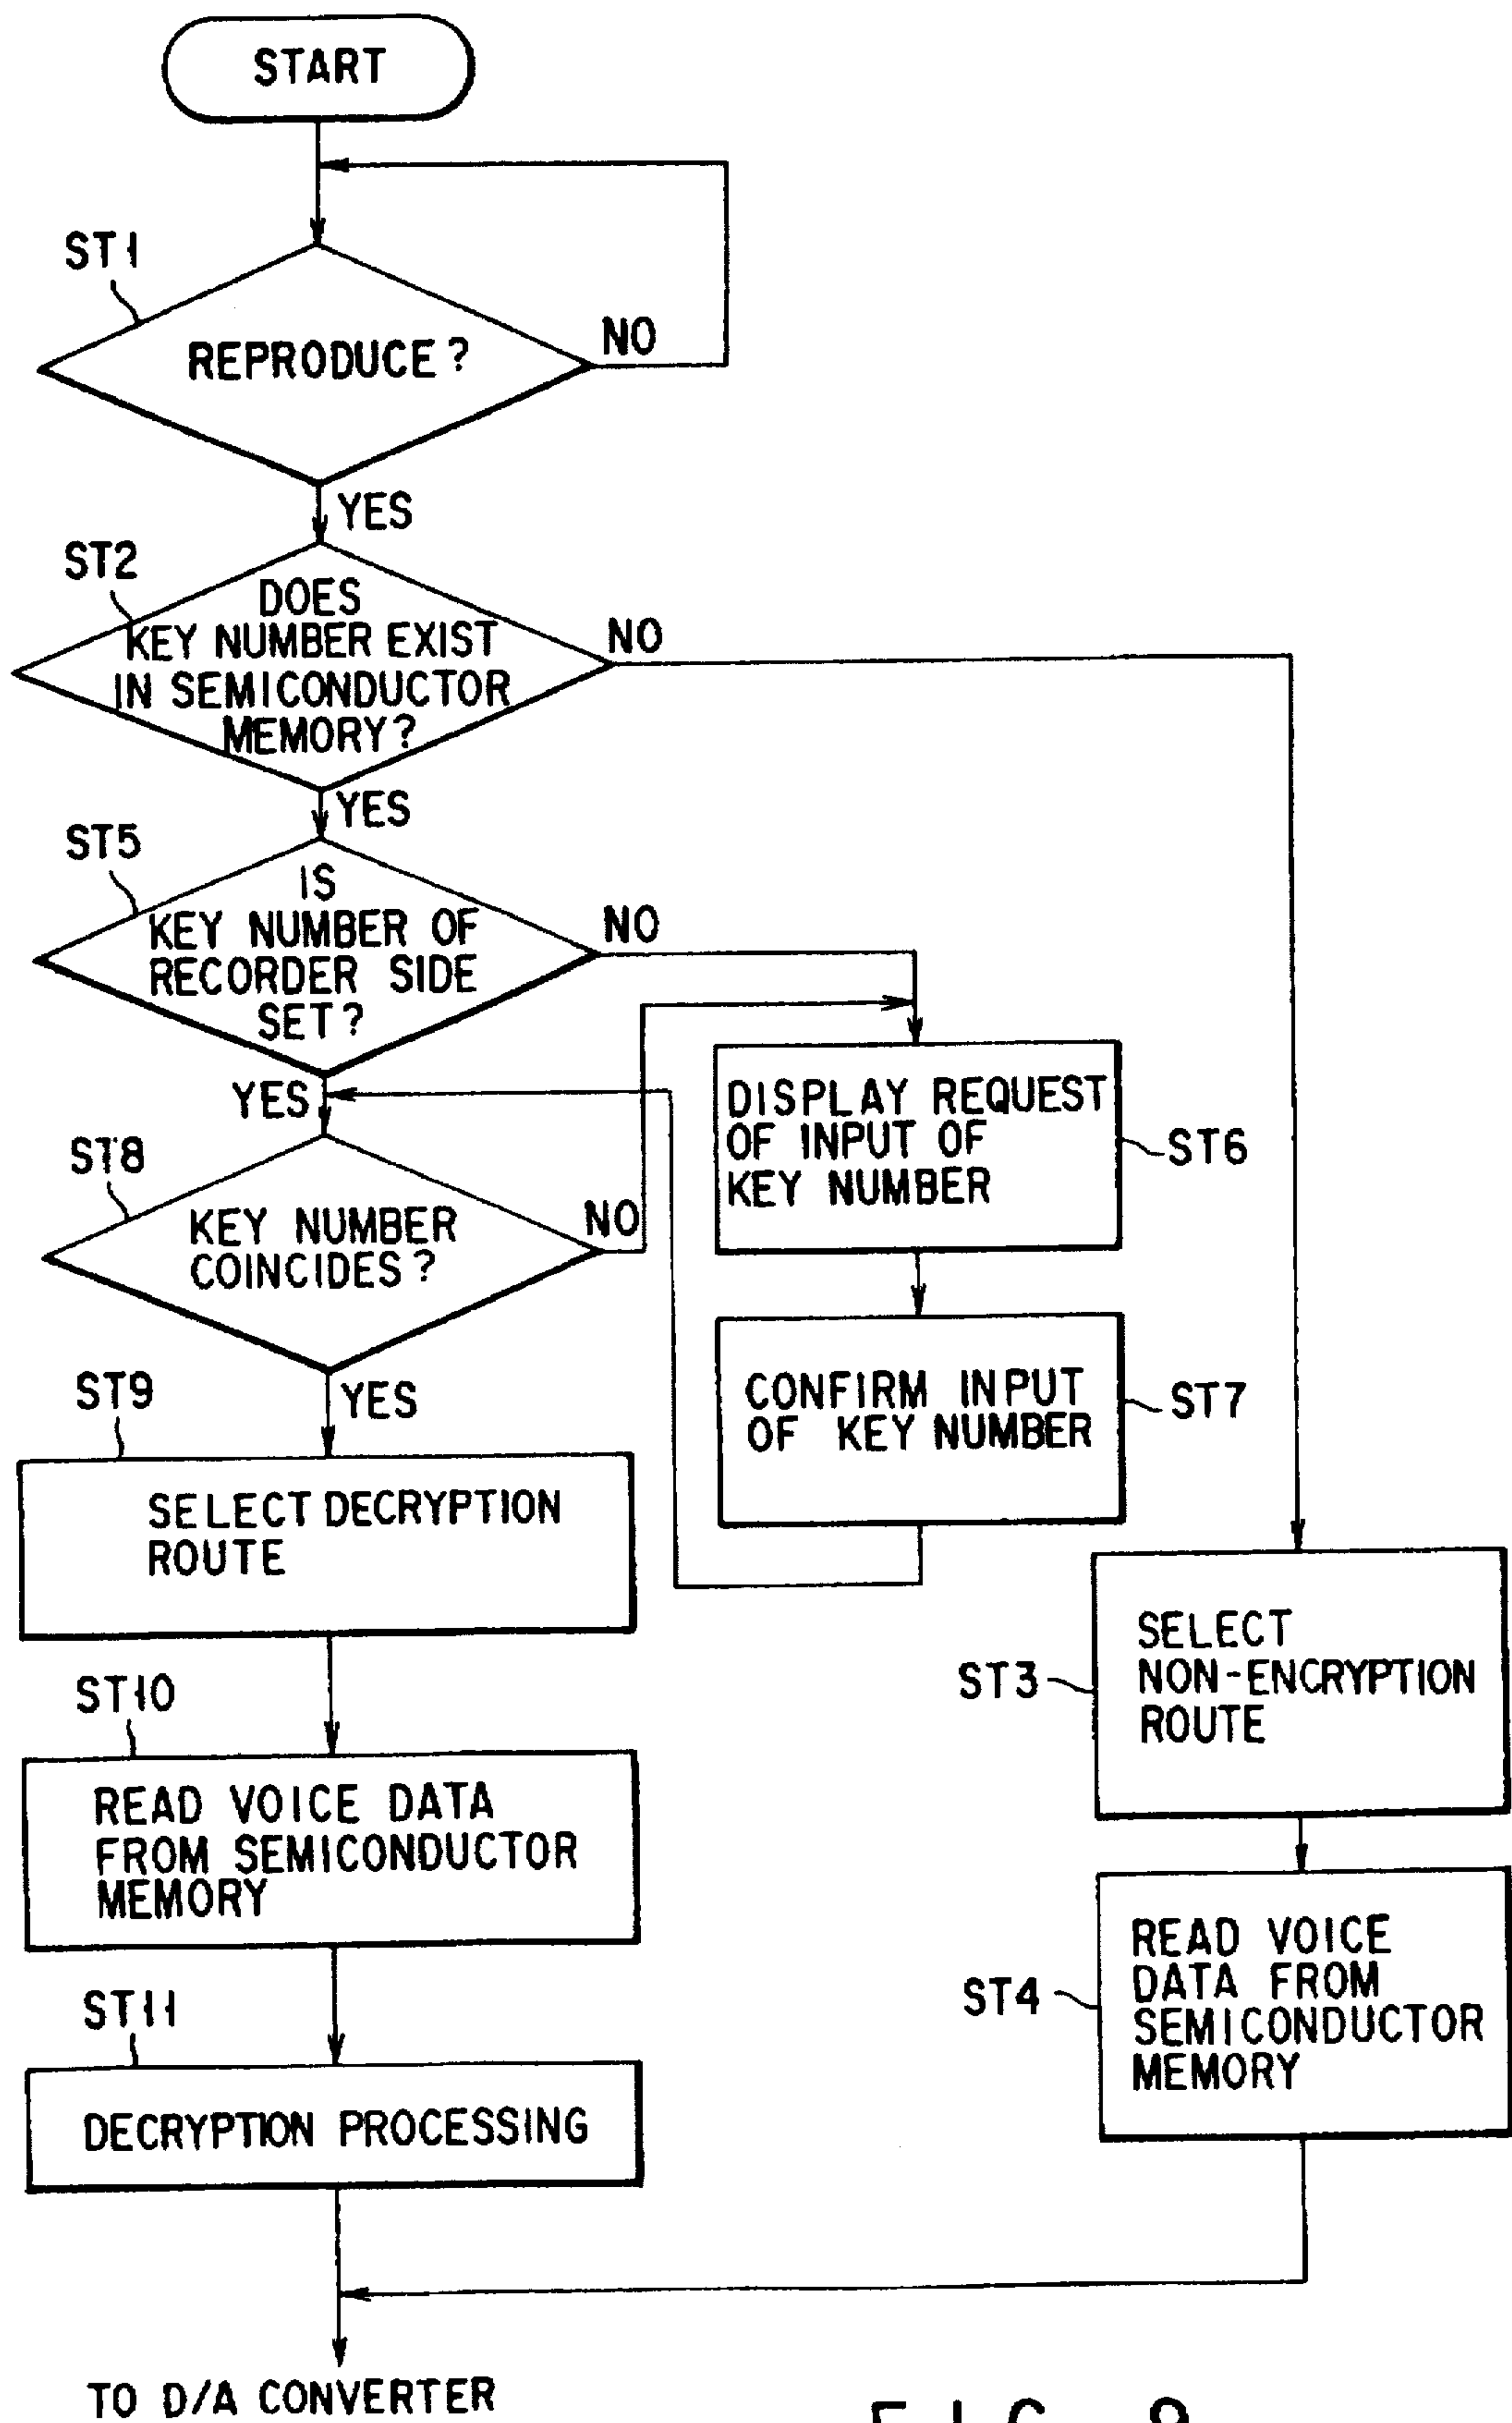 START
ST1
REPRODUCE?
NO
YES
ST2
DOES
KEY NUMBER EXIST
IN SEMICONDUCTOR
MEMORY?
NO
YES
ST5
IS
KEY NUMBER OF
RECORDER SIDE
SET?
NO
YES
DISPLAY REQUEST
OF INPUT OF
KEY NUMBER
ST6
ST8
KEY NUMBER
COINCIDES?
NO
YES
CONFIRM INPUT
OF KEY NUMBER
ST7
ST9
SELECT DECRYPTION
ROUTE
ST3
SELECT
NON-ENCRYPTION
ROUTE
ST10
READ VOICE DATA
FROM SEMICONDUCTOR
MEMORY
ST4
READ VOICE
DATA FROM
SEMICONDUCTOR
MEMORY
ST11
DECRYPTION PROCESSING
TO D/A CONVERTER
FIG.